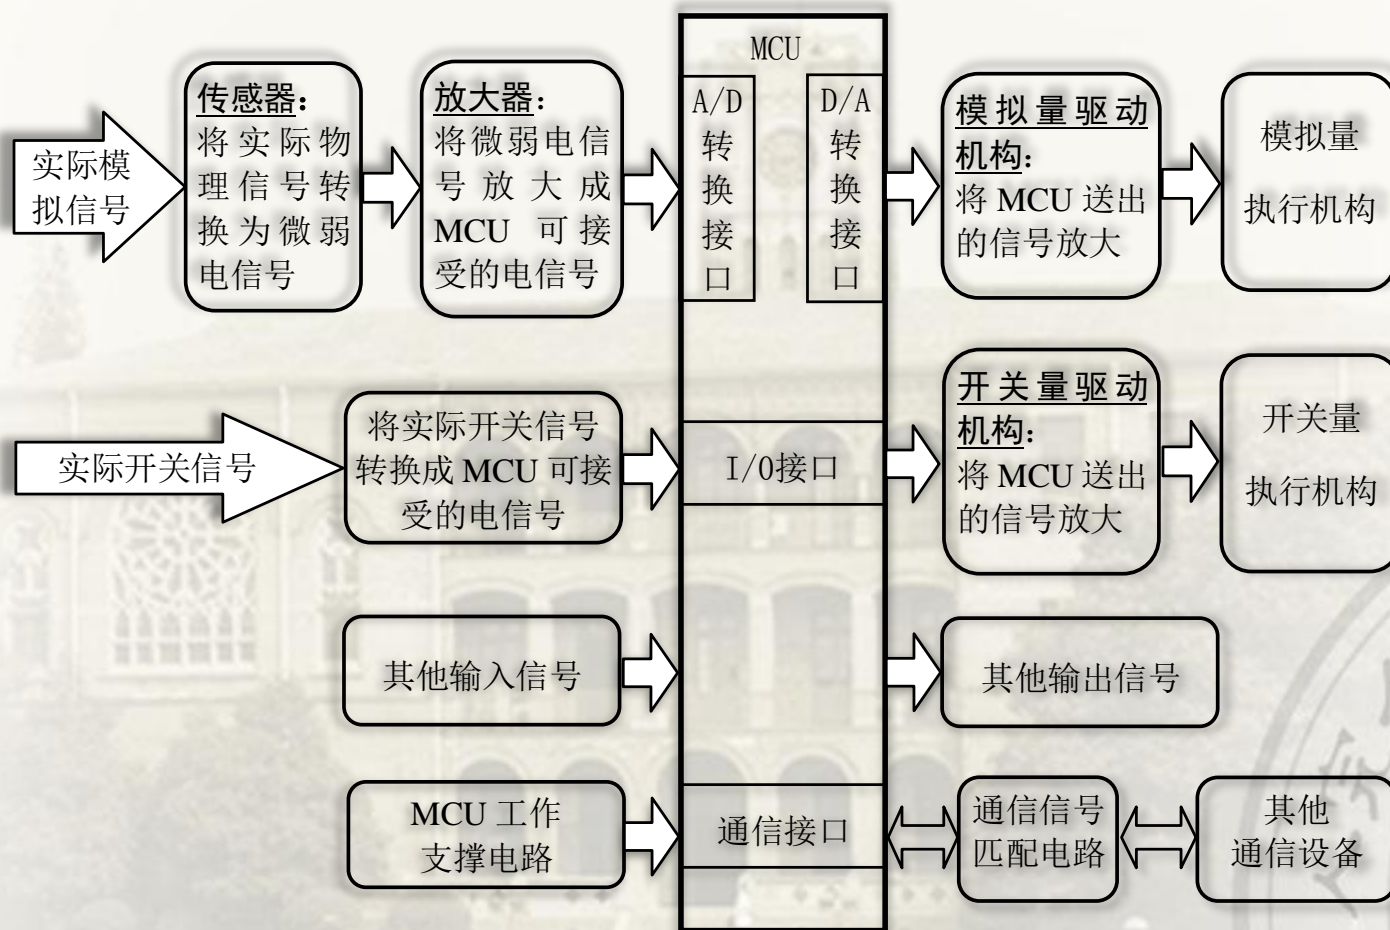 MCU
实际模
拟信号
传感器：
将实际物
理信号转
换为微弱
电信号
放大器：
将微弱电信
号放大成
MCU 可接
受的电信号
A/D
转
换
接
口
D/A
转
换
接
口
模拟量驱动
机构：
将 MCU 送出
的信号放大
模拟量
执行机构
实际开关信号
将实际开关信号
转换成 MCU 可接
受的电信号
I/O接口
开关量驱动
机构：
将 MCU 送出
的信号放大
开关量
执行机构
其他输入信号
其他输出信号
MCU 工作
支撑电路
通信接口
通信信号
匹配电路
其他
通信设备